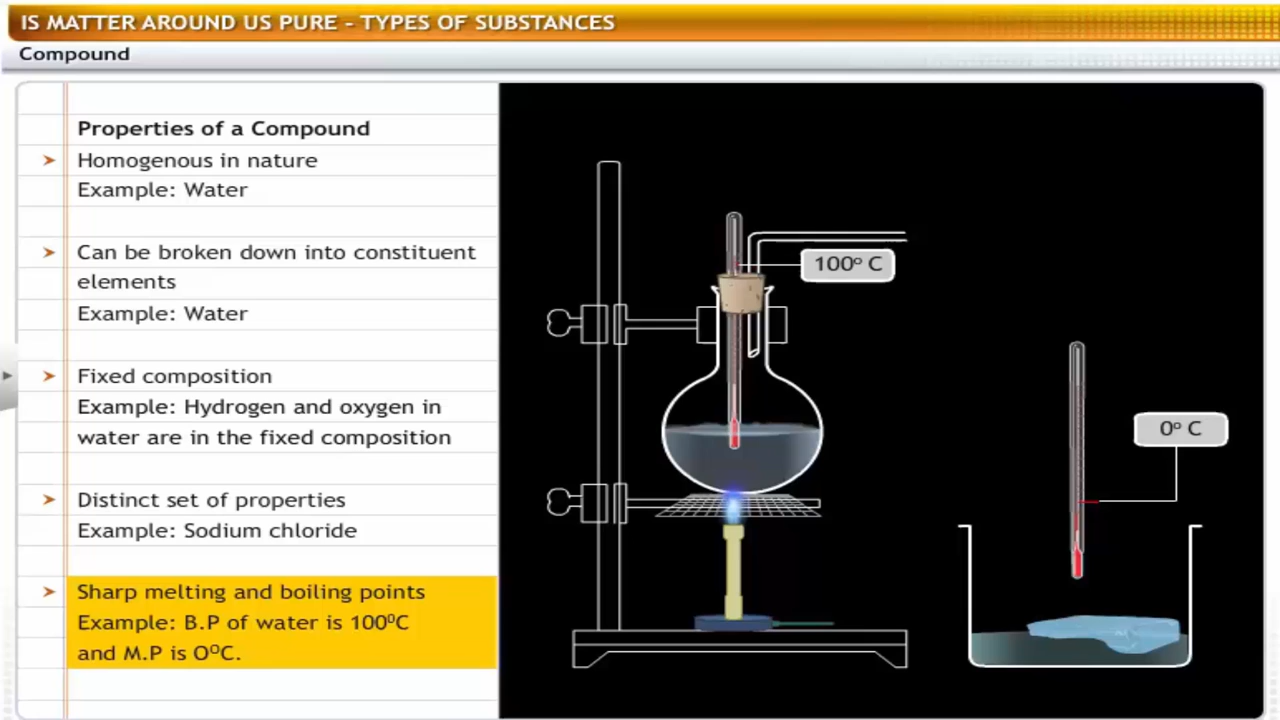 IS MATTER AROUND US PURE - TYPES OF SUBSTANCES
Compound
Properties of a Compound
Homogenous in nature
Example: Water
Can be broken down into constituent
elements
Example: Water
Fixed composition
Example: Hydrogen and oxygen in
water are in the fixed composition
Distinct set of properties
Example: Sodium chloride
Sharp melting and boiling points
Example: B.P of water is 100⁰C
and M.P is O⁰C.
100° C
0° C